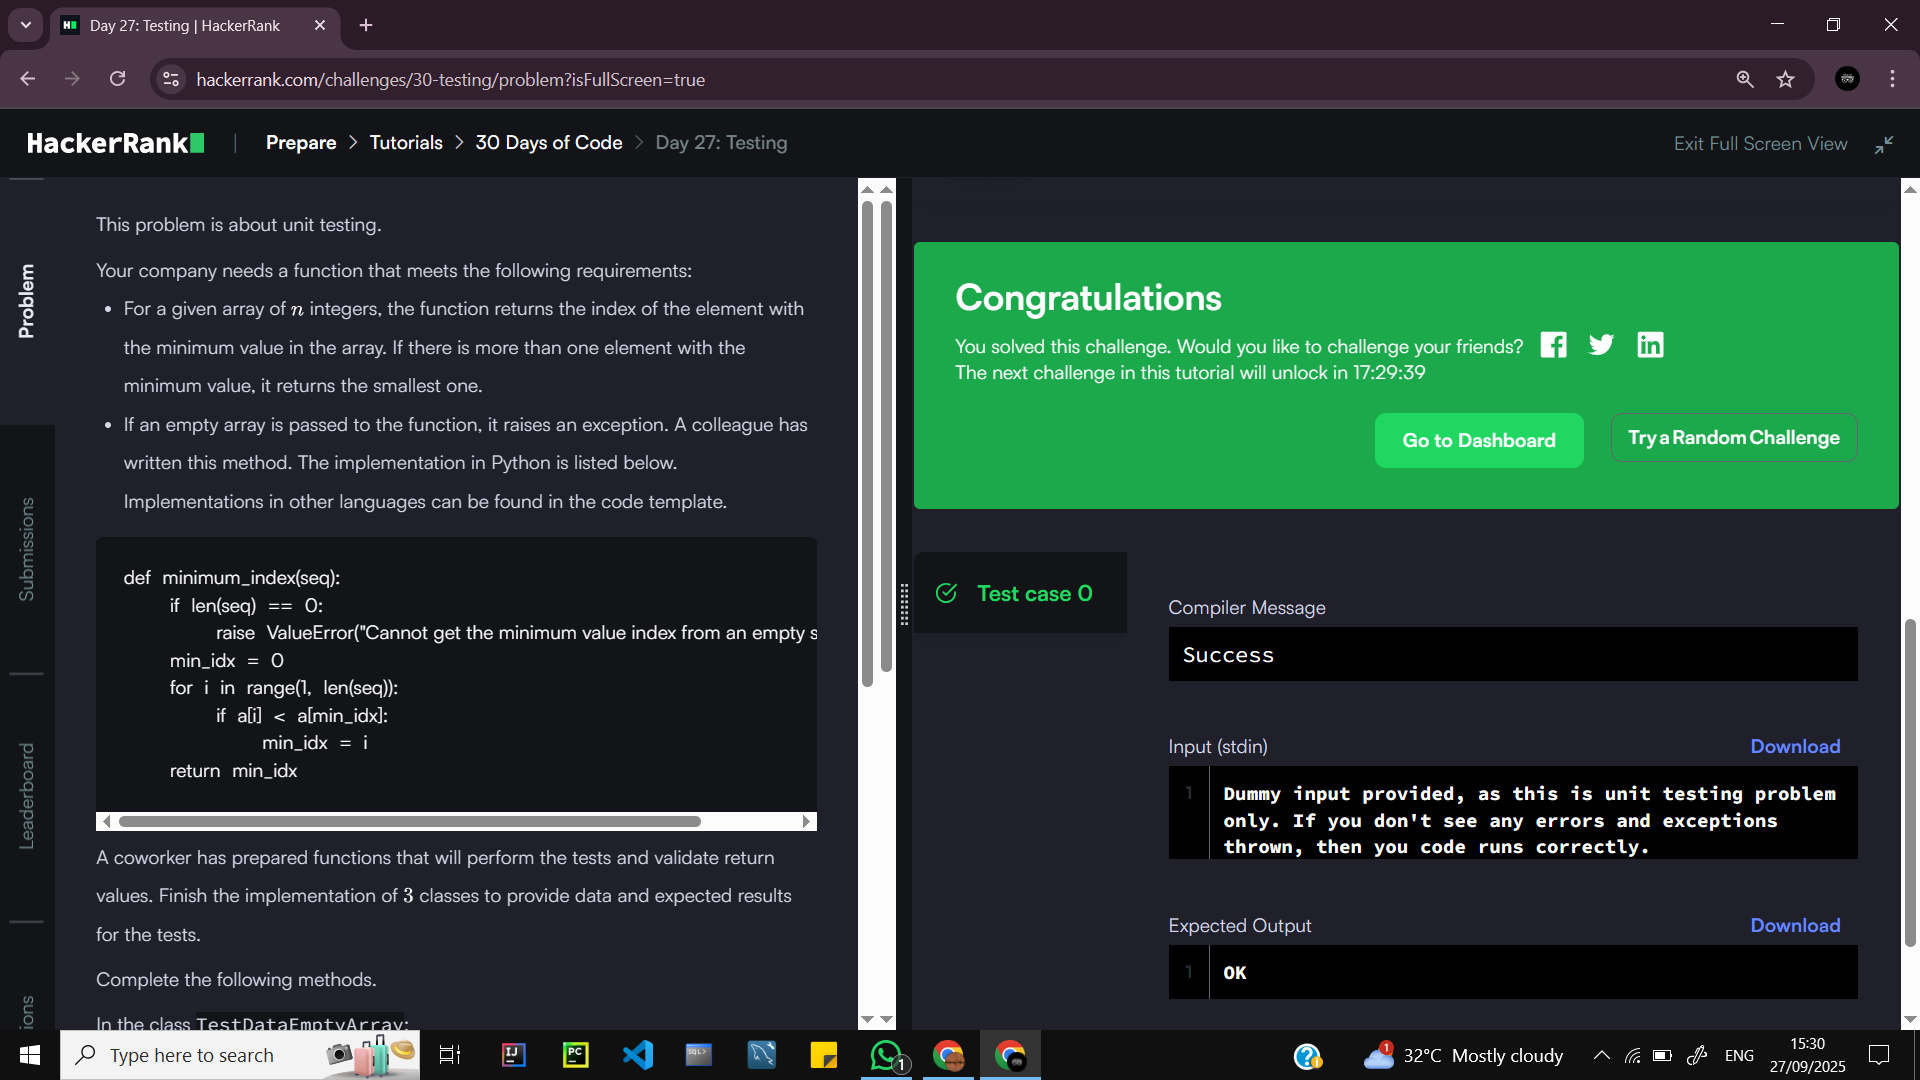 Day 27: Testing | HackerRank
hackerrank.com/challenges/30-testing/problem?isFullScreen=true
HackerRank | Prepare > Tutorials > 30 Days of Code > Day 27: Testing
Exit Full Screen View
Problem
Submissions
Leaderboard
ions
This problem is about unit testing.
Your company needs a function that meets the following requirements:
• For a given array of n integers, the function returns the index of the element with
the minimum value in the array. If there is more than one element with the
minimum value, it returns the smallest one.
• If an empty array is passed to the function, it raises an exception. A colleague has
written this method. The implementation in Python is listed below.
Implementations in other languages can be found in the code template.
def minimum_index(seq):
if len(seq) == 0:
raise ValueError("Cannot get the minimum value index from an empty s
min_idx = 0
for i in range(1, len(seq)):
if a[i] < a[min_idx]:
min_idx = i
return min_idx
A coworker has prepared functions that will perform the tests and validate return
values. Finish the implementation of 3 classes to provide data and expected results
for the tests.
Complete the following methods.
In the class TestDataEmptyArray:
Congratulations
You solved this challenge. Would you like to challenge your friends?
The next challenge in this tutorial will unlock in 17:29:39
Go to Dashboard
Try a Random Challenge
Test case 0
Compiler Message
Success
Input (stdin)
Download
1 Dummy input provided, as this is unit testing problem
only. If you don't see any errors and exceptions
thrown, then you code runs correctly.
Expected Output
Download
1 OK
Type here to search
1
1
32°C Mostly cloudy
ENG
15:30
27/09/2025